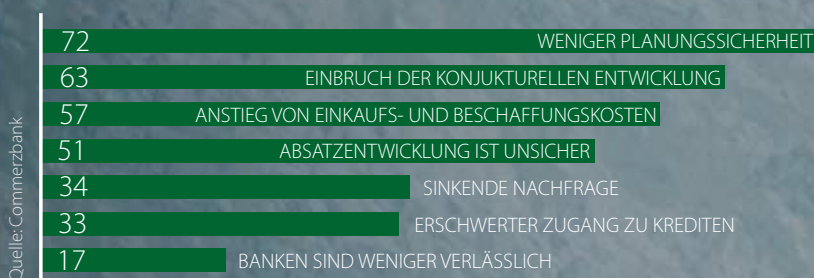 72 WENIGER PLANUNGSSICHERHEIT
63 EINBRUCH DER KONJUKTURELLEN ENTWICKLUNG
57 ANSTIEG VON EINKAUFS- UND BESCHAFFUNGSKOSTEN
51 ABSATZENTWICKLUNG IST UNSICHER
34 SINKENDE NACHFRAGE
33 ERSCHWERTER ZUGANG ZU KREDITEN
17 BANKEN SIND WENIGER VERLÄSSLICH
Quelle: Commerzbank